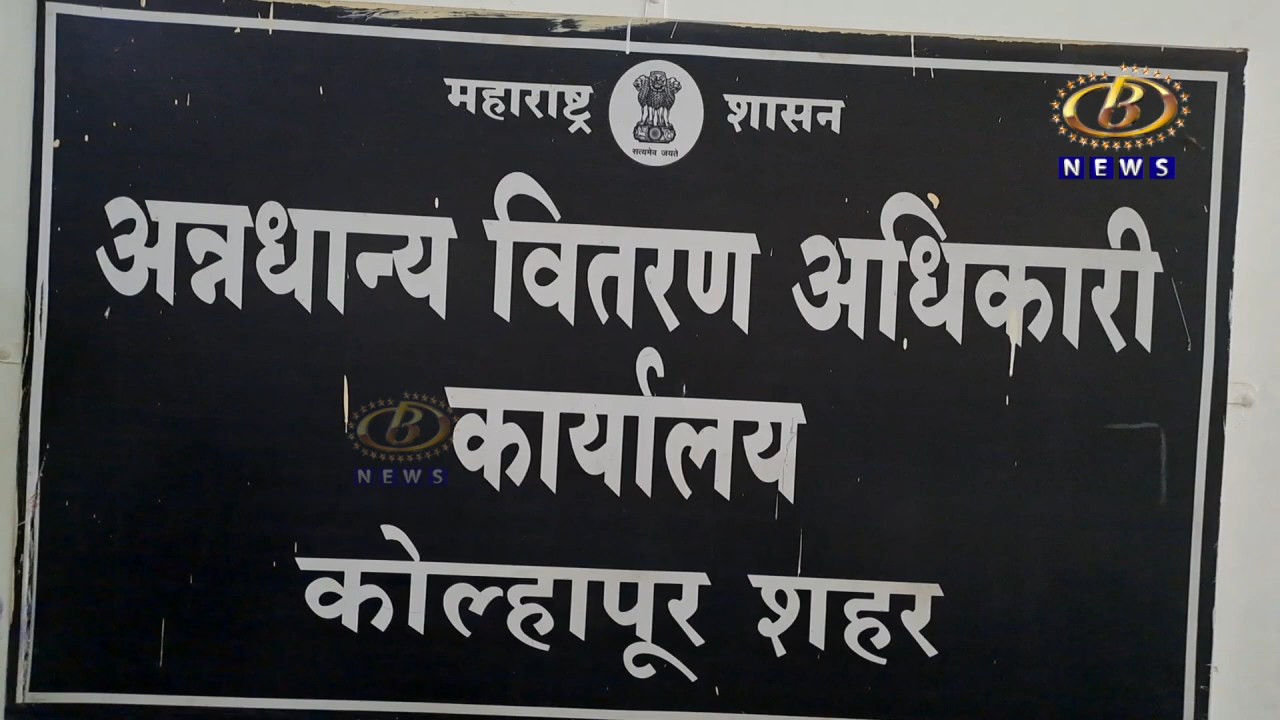 महाराष्ट्र शासन
सत्यमेव जयते
B
NEWS
अन्नधान्य वितरण अधिकारी
कार्यालय
B
NEWS
कोल्हापूर शहर